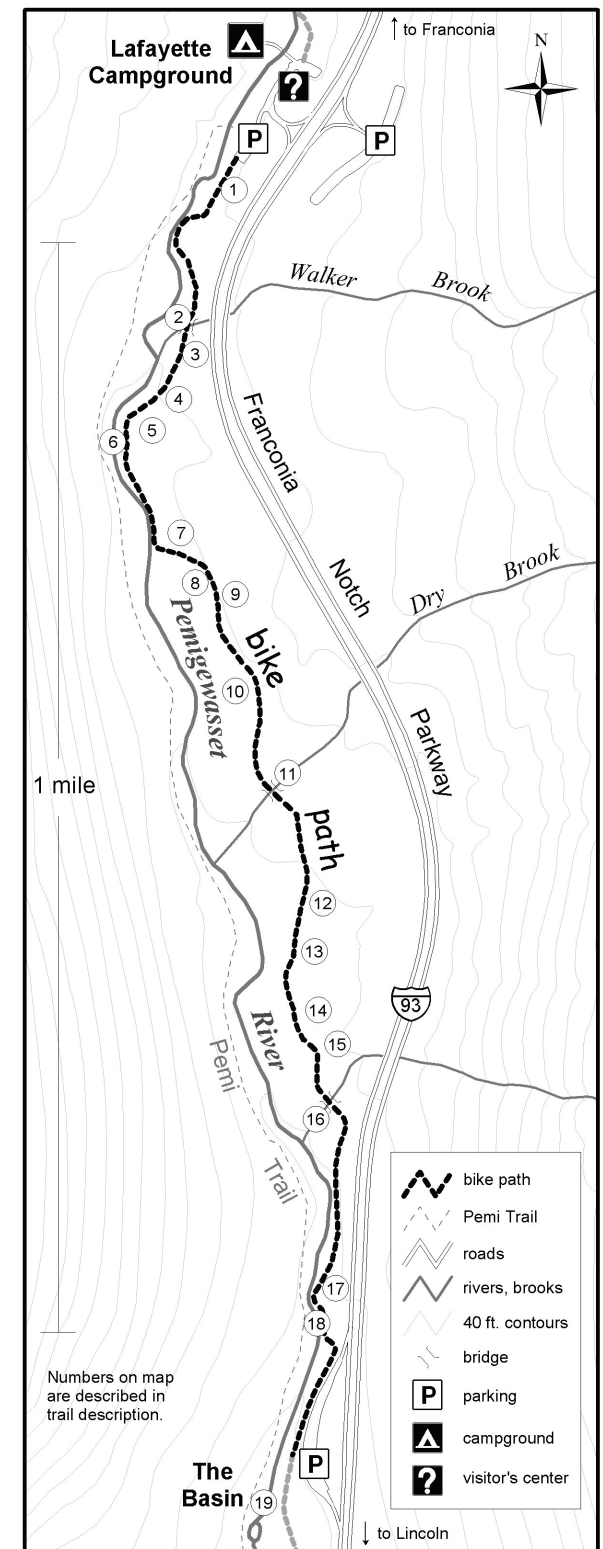 ↑ to Franconia
Lafayette
Campground
N
?
P
P
1
Walker Brook
2
3
4
5
6
Franconia
Notch
Parkway
7
8
9
Dry Brook
Pemigewasset
River
bike
path
10
11
1 mile
12
13
14
93
15
Pemi
Trail
16
17
18
Numbers on map
are described in
trail description.
P
The
Basin
19
↓ to Lincoln
bike path
Pemi Trail
roads
rivers, brooks
40 ft. contours
bridge
P parking
campground
? visitor's center